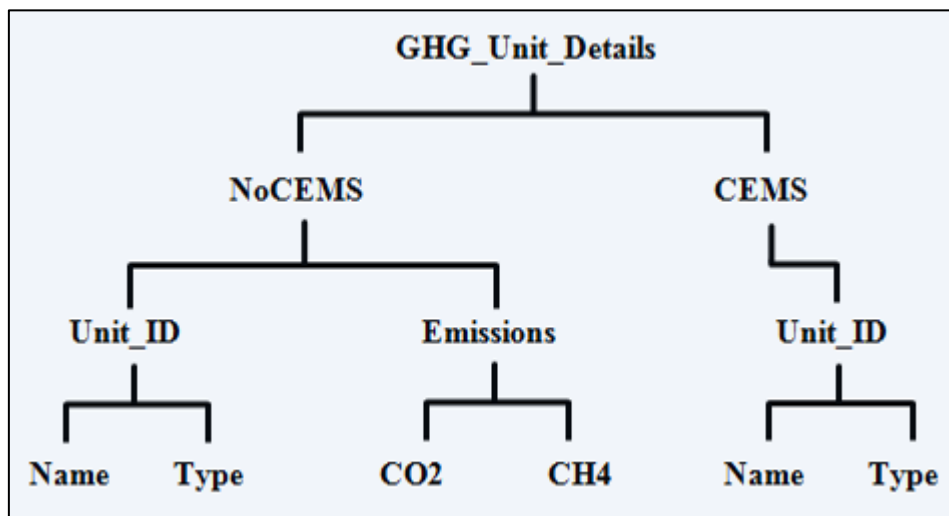 GHG_Unit_Details
NoCEMS CEMS
Unit_ID Emissions Unit_ID
Name Type CO2 CH4 Name Type